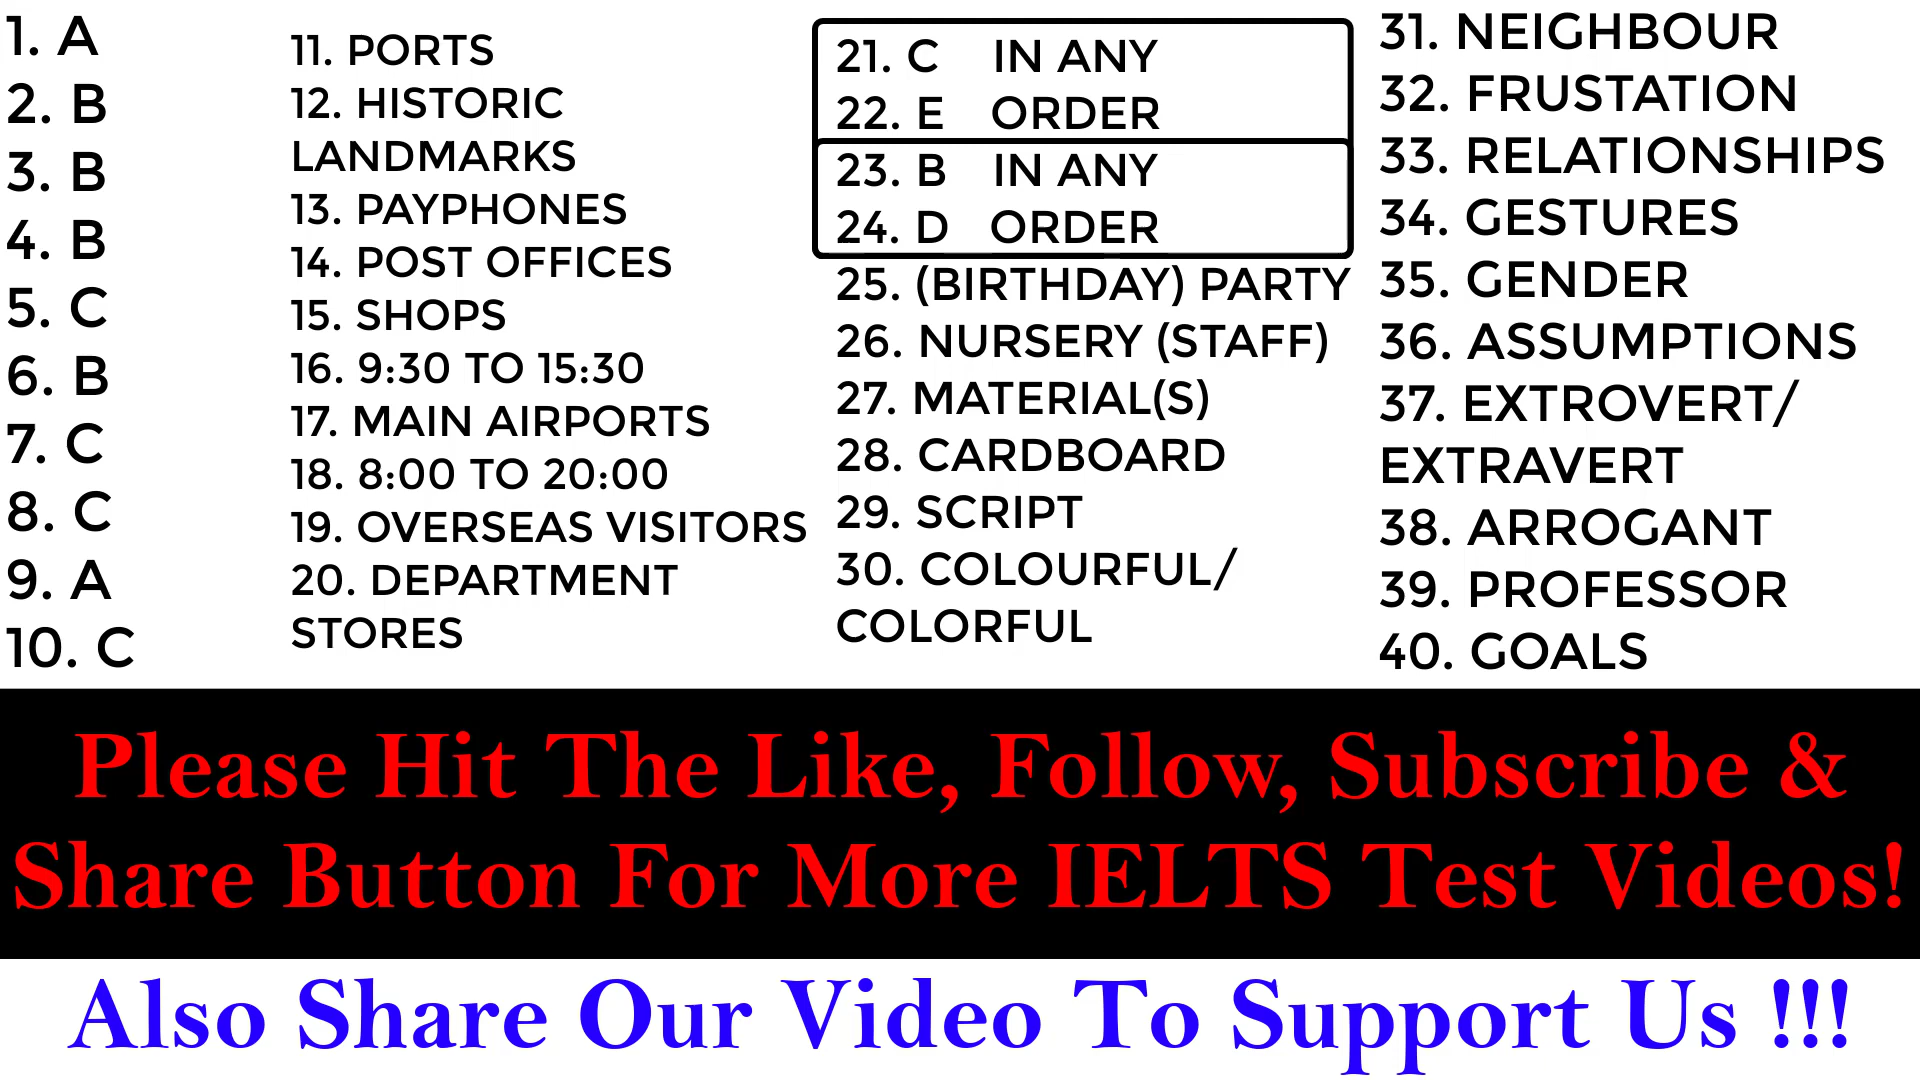 1. A
2. B
3. B
4. B
5. C
6. B
7. C
8. C
9. A
10. C
11. PORTS
12. HISTORIC
LANDMARKS
13. PAYPHONES
14. POST OFFICES
15. SHOPS
16. 9:30 TO 15:30
17. MAIN AIRPORTS
18. 8:00 TO 20:00
19. OVERSEAS VISITORS
20. DEPARTMENT
STORES
21. C IN ANY
22. E ORDER
23. B IN ANY
24. D ORDER
25. (BIRTHDAY) PARTY
26. NURSERY (STAFF)
27. MATERIAL(S)
28. CARDBOARD
29. SCRIPT
30. COLOURFUL/
COLORFUL
31. NEIGHBOUR
32. FRUSTATION
33. RELATIONSHIPS
34. GESTURES
35. GENDER
36. ASSUMPTIONS
37. EXTROVERT/
EXTRAVERT
38. ARROGANT
39. PROFESSOR
40. GOALS
Please Hit The Like, Follow, Subscribe &
Share Button For More IELTS Test Videos!
Also Share Our Video To Support Us !!!